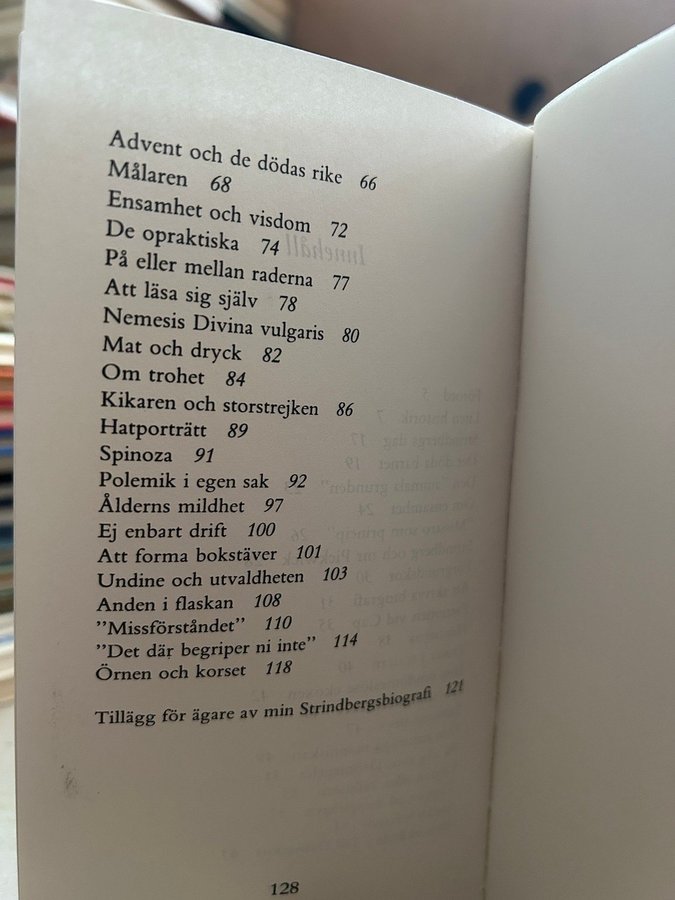 Advent och de dödas rike 66
Målaren 68
Ensamhet och visdom 72
De opraktiska 74
På eller mellan raderna 77
Att läsa sig själv 78
Nemesis Divina vulgaris 80
Mat och dryck 82
Om trohet 84
Kikaren och storstrejken 86
Hatporträtt 89
Spinoza 91
Polemik i egen sak 92
Ålderns mildhet 97
Ej enbart drift 100
Att forma bokstäver 101
Undine och utvaldheten 103
Anden i flaskan 108
”Missförståndet” 110
”Det där begriper ni inte” 114
Örnen och korset 118
Tillägg för ägare av min Strindbergsbiografi 121
128